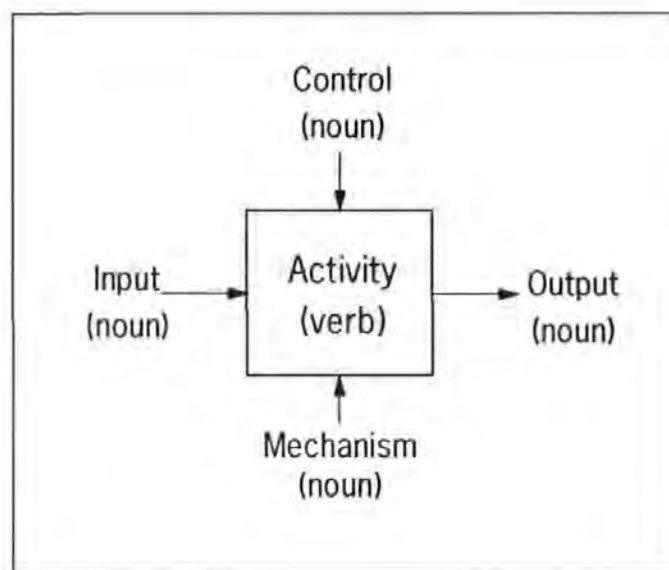 Control
(noun)
Activity
(verb)
Input
(noun)
Output
(noun)
Mechanism
(noun)